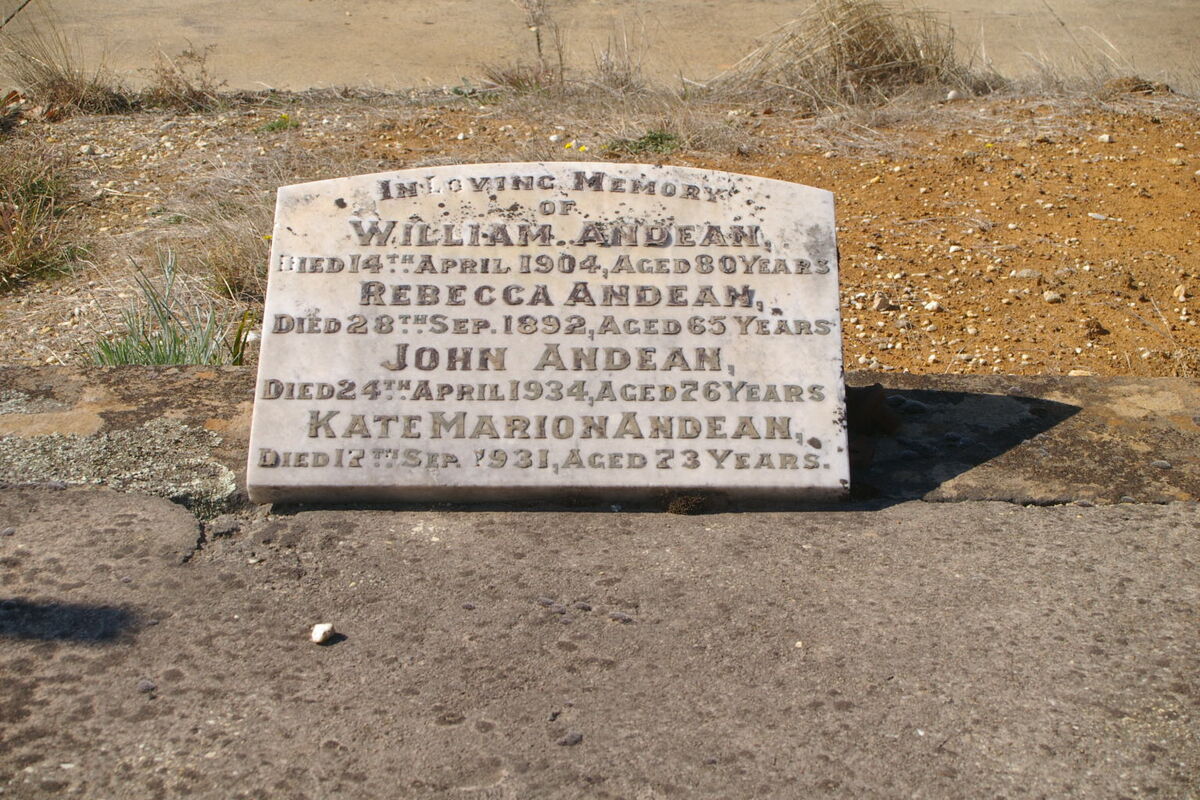 In Loving Memory
of
William Andean,
Died 14th April 1904, Aged 80 Years
Rebecca Andean,
Died 28th Sep. 1892, Aged 65 Years
John Andean,
Died 24th April 1934, Aged 76 Years
Kate Marion Andean,
Died 17th Sep. 1931, Aged 73 Years.